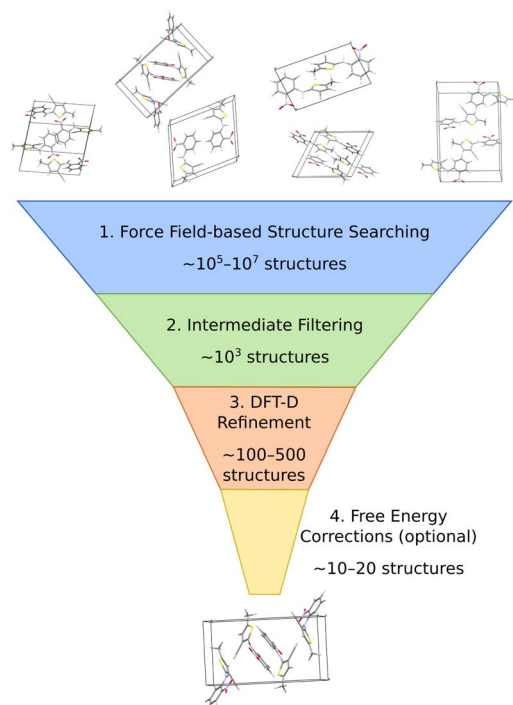 1. Force Field-based Structure Searching
~10⁵–10⁷ structures
2. Intermediate Filtering
~10³ structures
3. DFT-D
Refinement
~100–500
structures
4. Free Energy
Corrections (optional)
~10–20 structures